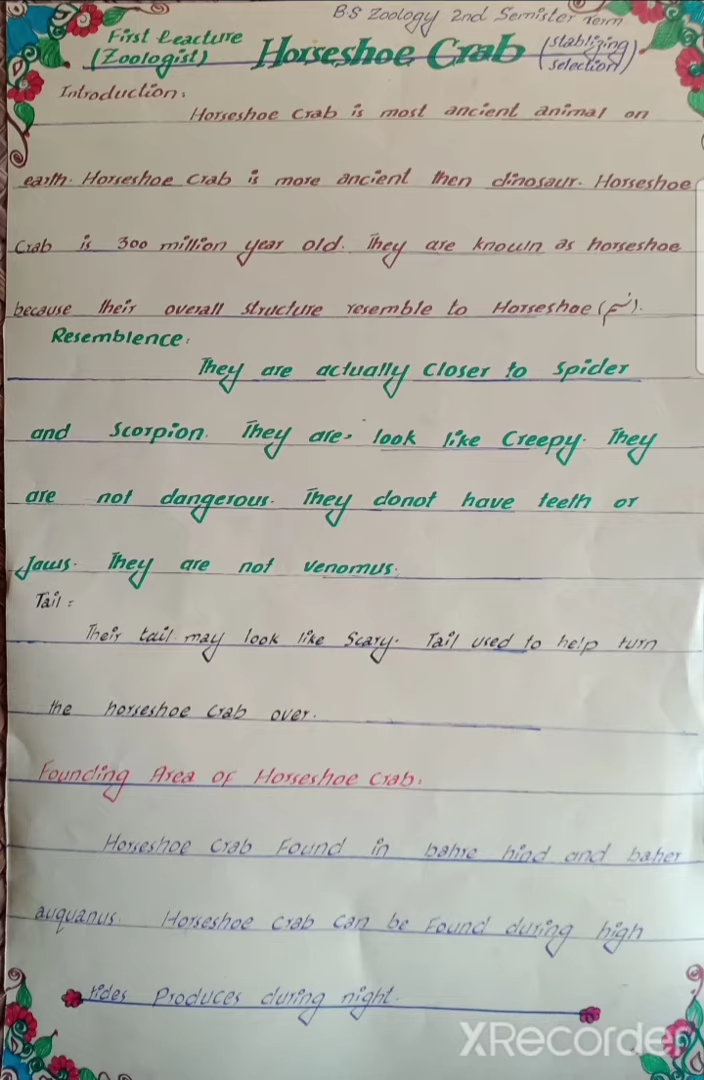 B.S Zoology 2nd Semister Term
First Leacture
(Zoologist)
Horseshoe Crab
(stablizing
selection)
Introduction:
Horseshoe Crab is most ancient animal on
earth. Horseshoe Crab is more ancient then dinosaur. Horseshoe
Crab is 300 million year old. They are known as horseshoe
because their overall structure resemble to Horseshoe ( ).
Resemblence:
They are actually Closer to Spider
and Scorpion. They are look like Creepy. They
are not dangerous. They donot have teeth or
Jaws. They are not venomus.
Tail:
Their tail may look like Scary. Tail used to help turn
the horseshoe Crab over.
Founding Area of Horseshoe Crab.
Horseshoe Crab Found in bahre hind and baher
auquanus. Horseshoe Crab Can be Found during high
tides Produces during night.
XRecorder